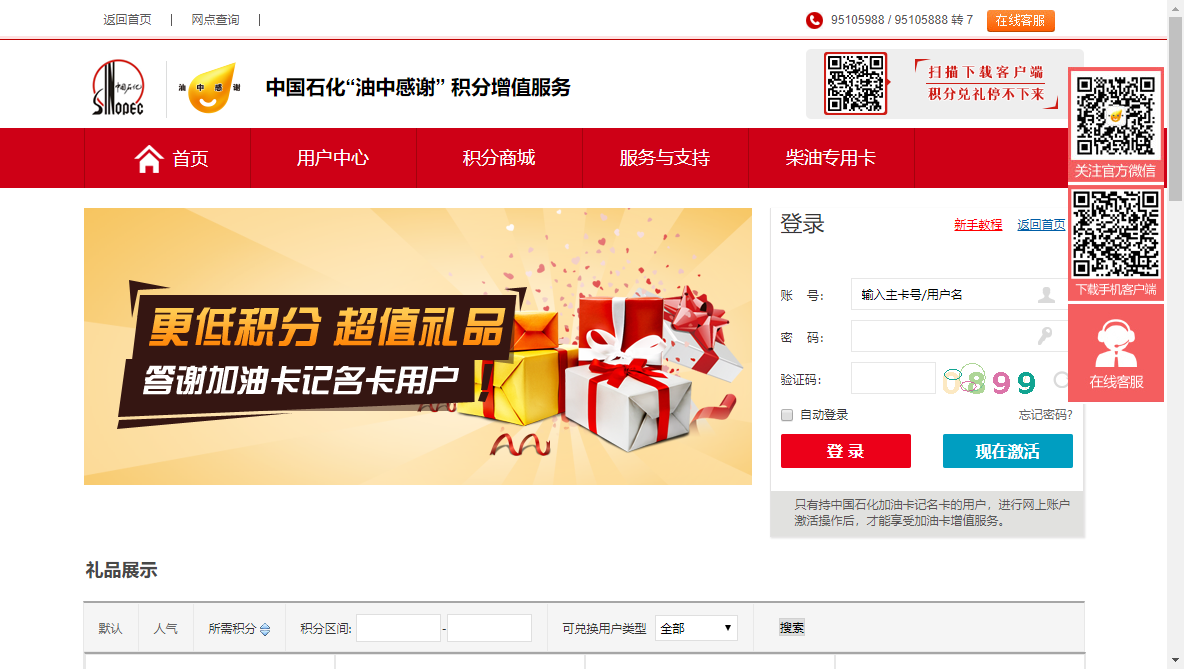 返回首页 | 网点查询 |
95105988 / 95105888 转 7 在线客服
中国石化
SINOPEC
油 中 感 谢
中国石化“油中感谢” 积分增值服务
扫描下载客户端
积分兑礼停不下来
首页 用户中心 积分商城 服务与支持 柴油专用卡
关注官方微信
下载手机客户端
在线客服
更低积分 超值礼品
答谢加油卡记名卡用户！
登录 新手教程 返回首页
账 号: 输入主卡号/用户名
密 码:
验证码: 899
自动登录 忘记密码?
登 录 现在激活
只有持中国石化加油卡记名卡的用户，进行网上账户
激活操作后，才能享受加油卡增值服务。
礼品展示
默认 人气 所需积分 积分区间: - 可兑换用户类型 全部 搜索